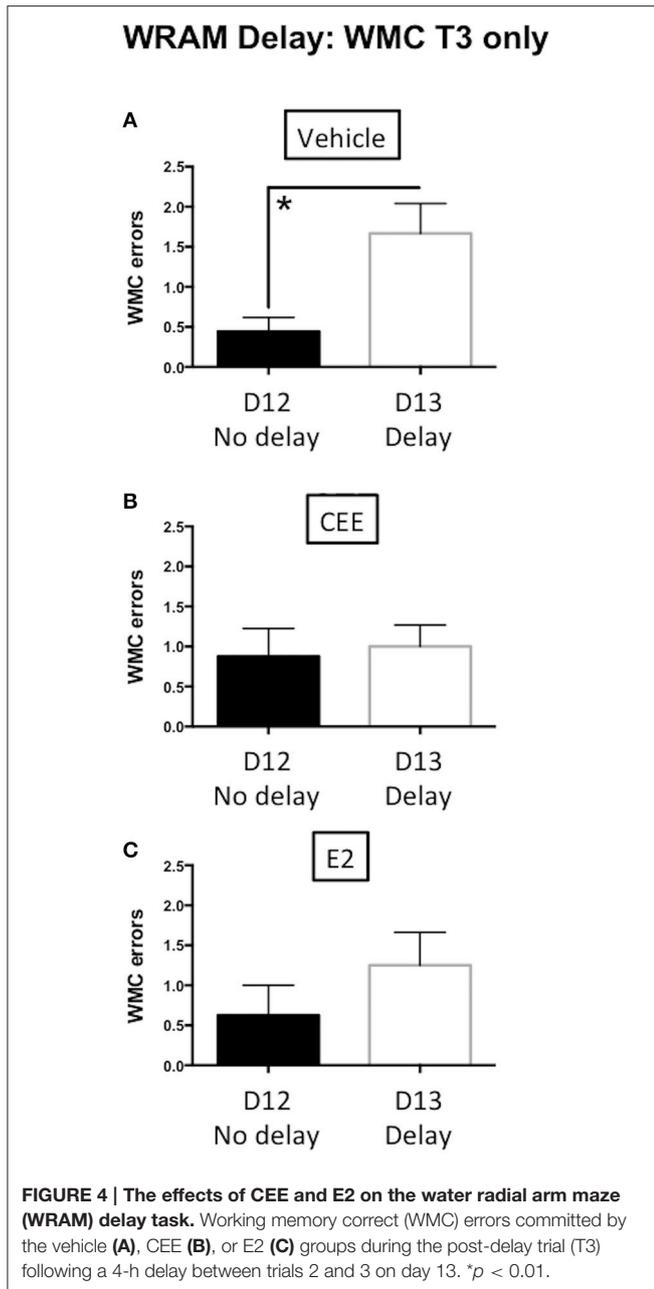 WRAM Delay: WMC T3 only
A
Vehicle
WMC errors
2.5
2.0
1.5
1.0
0.5
0.0
*
D12
No delay
D13
Delay
B
CEE
WMC errors
2.5
2.0
1.5
1.0
0.5
0.0
D12
No delay
D13
Delay
C
E2
WMC errors
2.5
2.0
1.5
1.0
0.5
0.0
D12
No delay
D13
Delay
FIGURE 4 | The effects of CEE and E2 on the water radial arm maze
(WRAM) delay task. Working memory correct (WMC) errors committed by
the vehicle (A), CEE (B), or E2 (C) groups during the post-delay trial (T3)
following a 4-h delay between trials 2 and 3 on day 13. *p < 0.01.